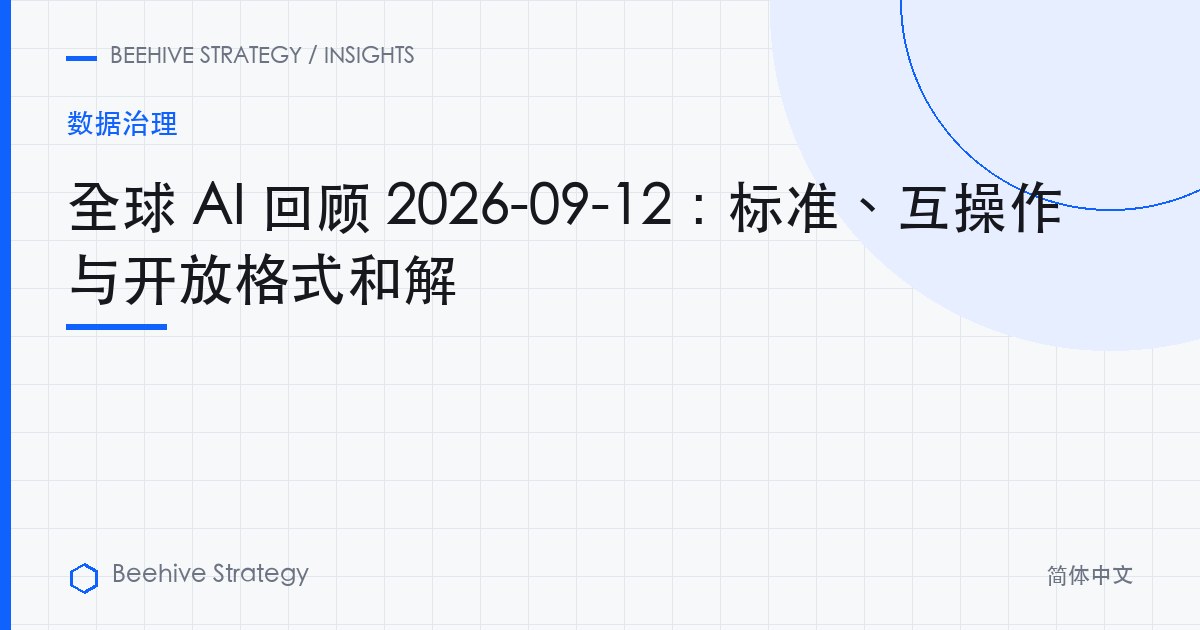 BEEHIVE STRATEGY / INSIGHTS
数据治理
全球 AI 回顾 2026-09-12：标准、互操作
与开放格式和解
Beehive Strategy
简体中文